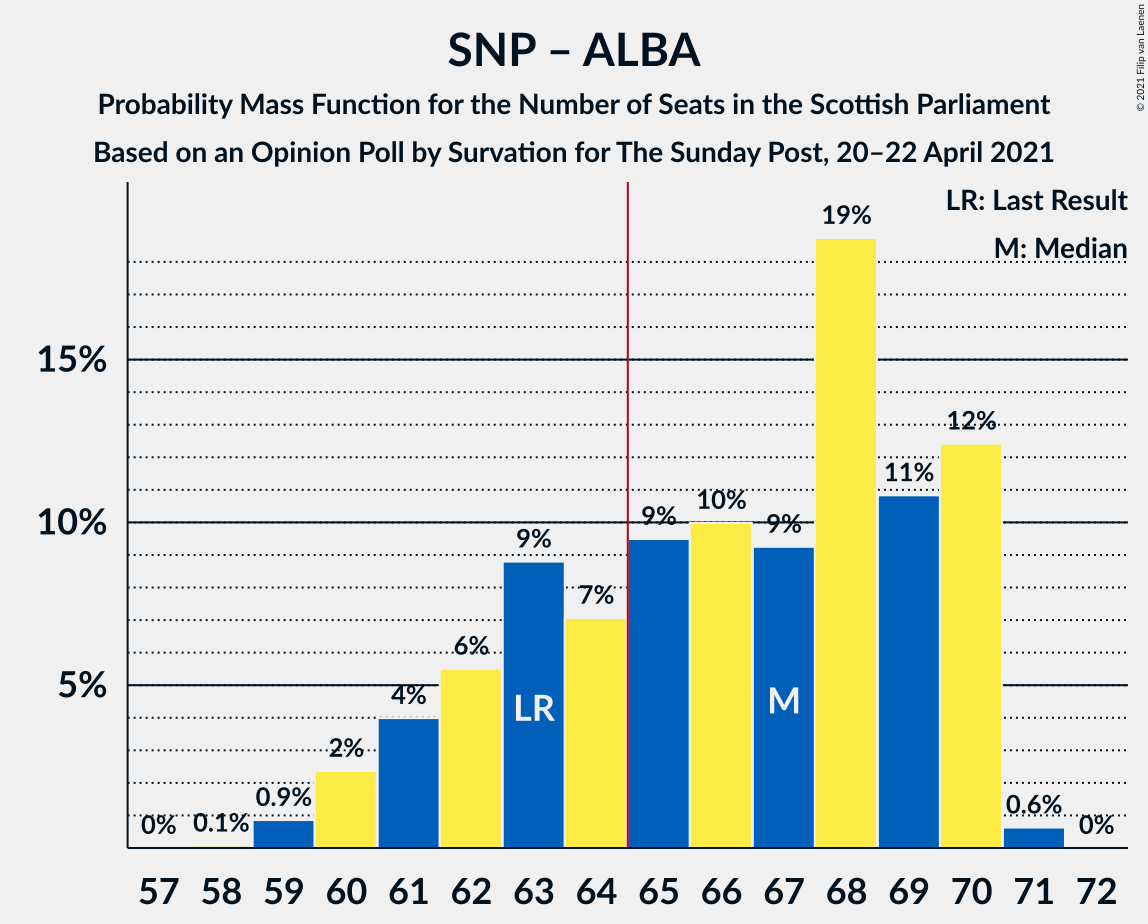 SNP – ALBA
Probability Mass Function for the Number of Seats in the Scottish Parliament
Based on an Opinion Poll by Survation for The Sunday Post, 20–22 April 2021
© 2021 Filip van Laenen
LR: Last Result
M: Median
15%
10%
5%
0%
0.1%
0.9%
2%
4%
6%
9%
7%
9%
10%
9%
19%
11%
12%
0.6%
0%
LR
M
57 58 59 60 61 62 63 64 65 66 67 68 69 70 71 72